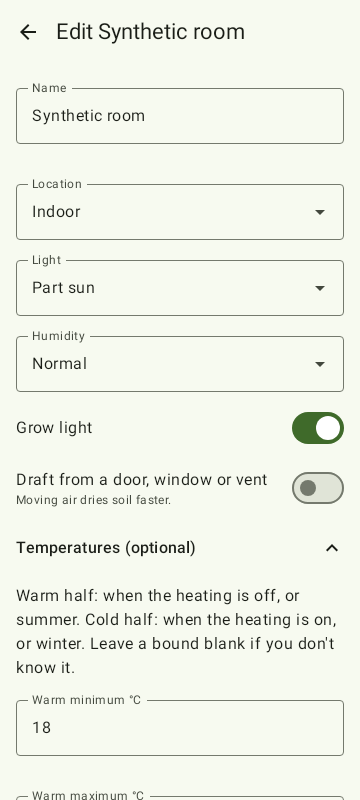 Edit Synthetic room
Name
Synthetic room
Location
Indoor
Light
Part sun
Humidity
Normal
Grow light
Draft from a door, window or vent
Moving air dries soil faster.
Temperatures (optional)
Warm half: when the heating is off, or
summer. Cold half: when the heating is on,
or winter. Leave a bound blank if you don't
know it.
Warm minimum °C
18
Warm maximum °C